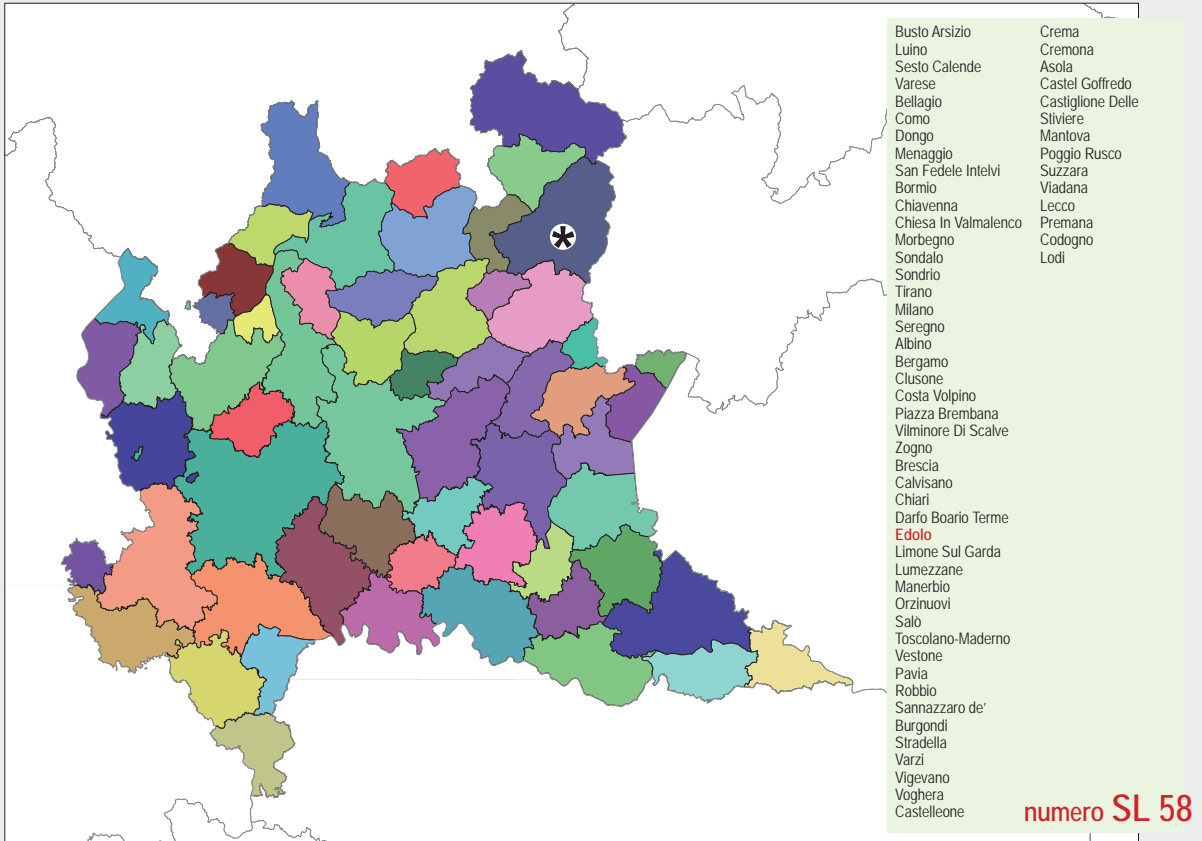 Busto Arsizio
Luino
Sesto Calende
Varese
Bellagio
Como
Dongo
Menaggio
San Fedele Intelvi
Bormio
Chiavenna
Chiesa In Valmalenco
Morbegno
Sondalo
Sondrio
Tirano
Milano
Seregno
Albino
Bergamo
Clusone
Costa Volpino
Piazza Brembana
Vilminore Di Scalve
Zogno
Brescia
Calvisano
Chiari
Darfo Boario Terme
Edolo
Limone Sul Garda
Lumezzane
Manerbio
Orzinuovi
Salò
Toscolano-Maderno
Vestone
Pavia
Robbio
Sannazzaro de'
Burgondi
Stradella
Varzi
Vigevano
Voghera
Castelleone
Crema
Cremona
Asola
Castel Goffredo
Castiglione Delle
Stiviere
Mantova
Poggio Rusco
Suzzara
Viadana
Lecco
Premana
Codogno
Lodi
numero SL 58
*